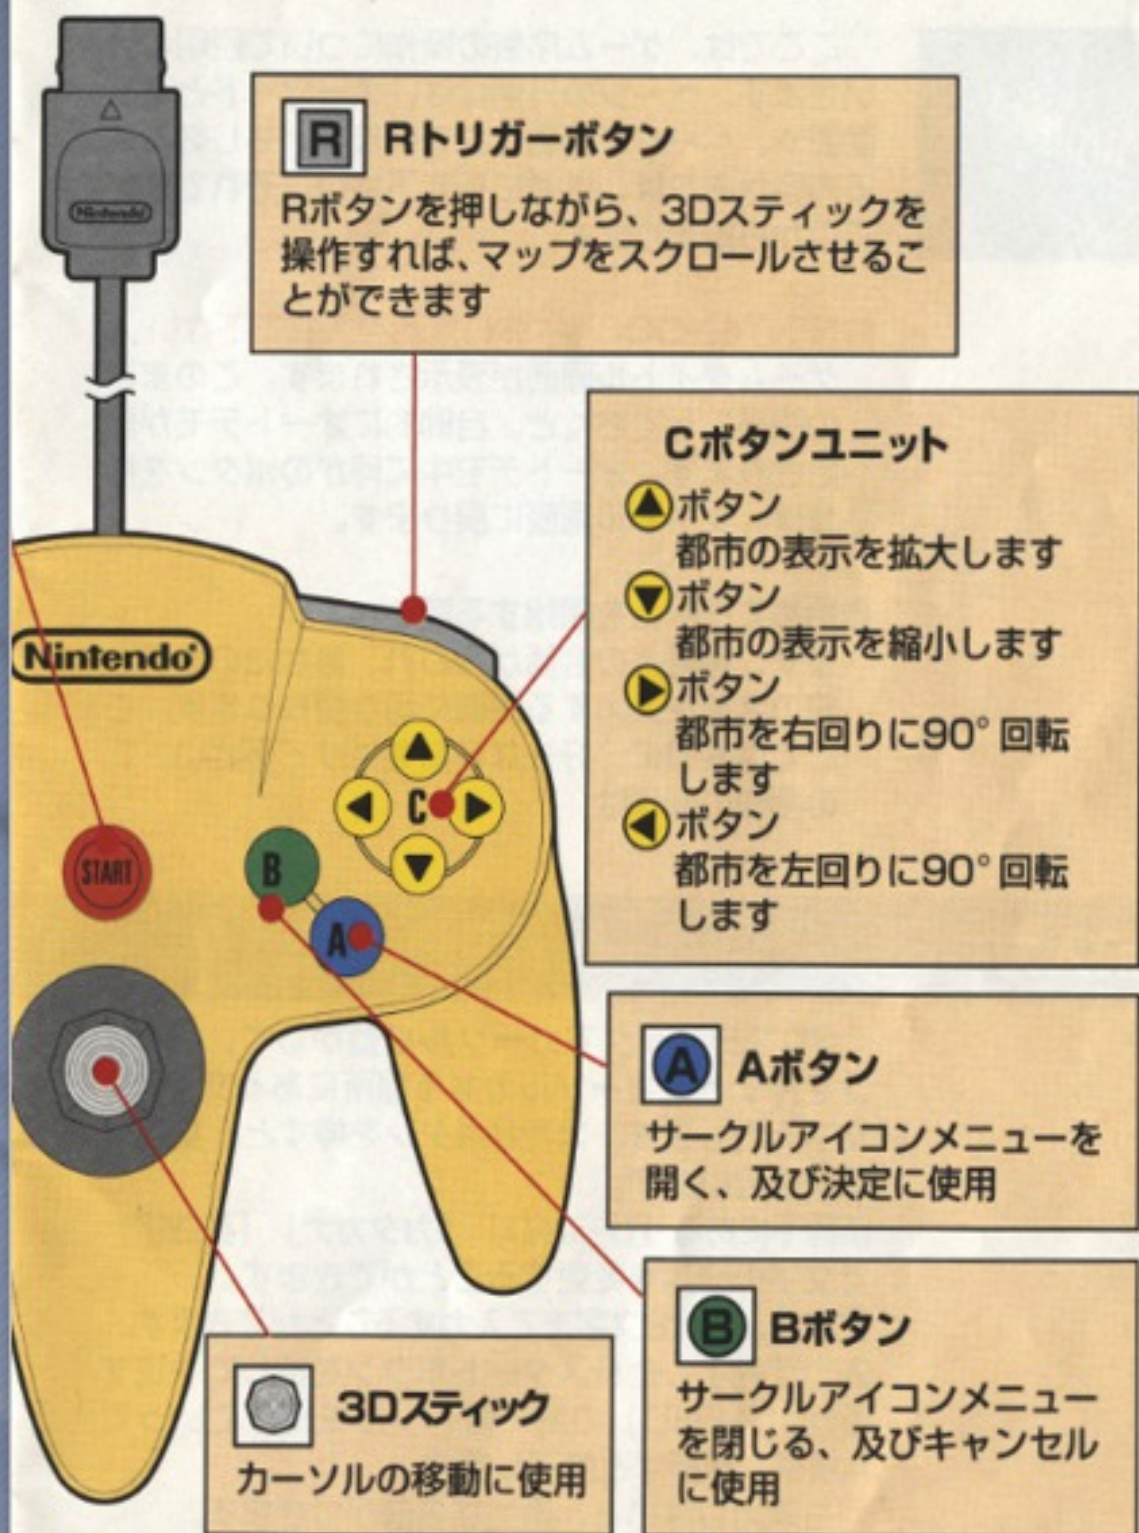 Nintendo
R Rトリガーボタン
Rボタンを押しながら、3Dスティックを
操作すれば、マップをスクロールさせるこ
とができます
Cボタンユニット
▲ボタン
都市の表示を拡大します
▼ボタン
都市の表示を縮小します
▶ボタン
都市を右回りに90°回転
します
◀ボタン
都市を左回りに90°回転
します
Nintendo®
C
START
B
A
A Aボタン
サークルアイコンメニューを
開く、及び決定に使用
B Bボタン
サークルアイコンメニュー
を閉じる、及びキャンセル
に使用
3Dスティック
カーソルの移動に使用